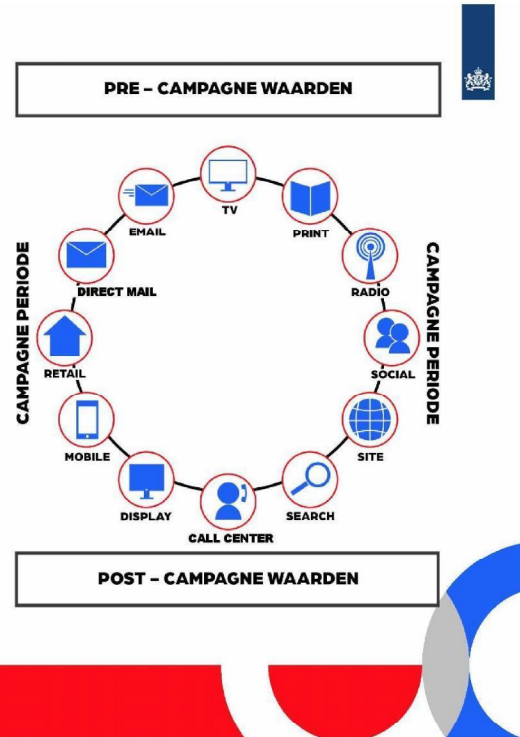 PRE – CAMPAGNE WAARDEN
TV
EMAIL
PRINT
DIRECT MAIL
RADIO
CAMPAGNE PERIODE
CAMPAGNE PERIODE
RETAIL
SOCIAL
MOBILE
SITE
DISPLAY
SEARCH
CALL CENTER
POST – CAMPAGNE WAARDEN